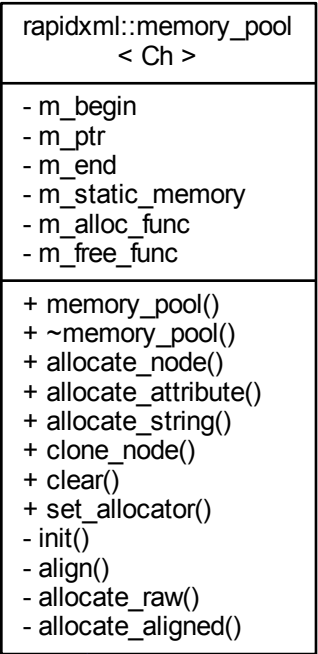 rapidxml::memory_pool
< Ch >
- m_begin
- m_ptr
- m_end
- m_static_memory
- m_alloc_func
- m_free_func
+ memory_pool()
+ ~memory_pool()
+ allocate_node()
+ allocate_attribute()
+ allocate_string()
+ clone_node()
+ clear()
+ set_allocator()
- init()
- align()
- allocate_raw()
- allocate_aligned()